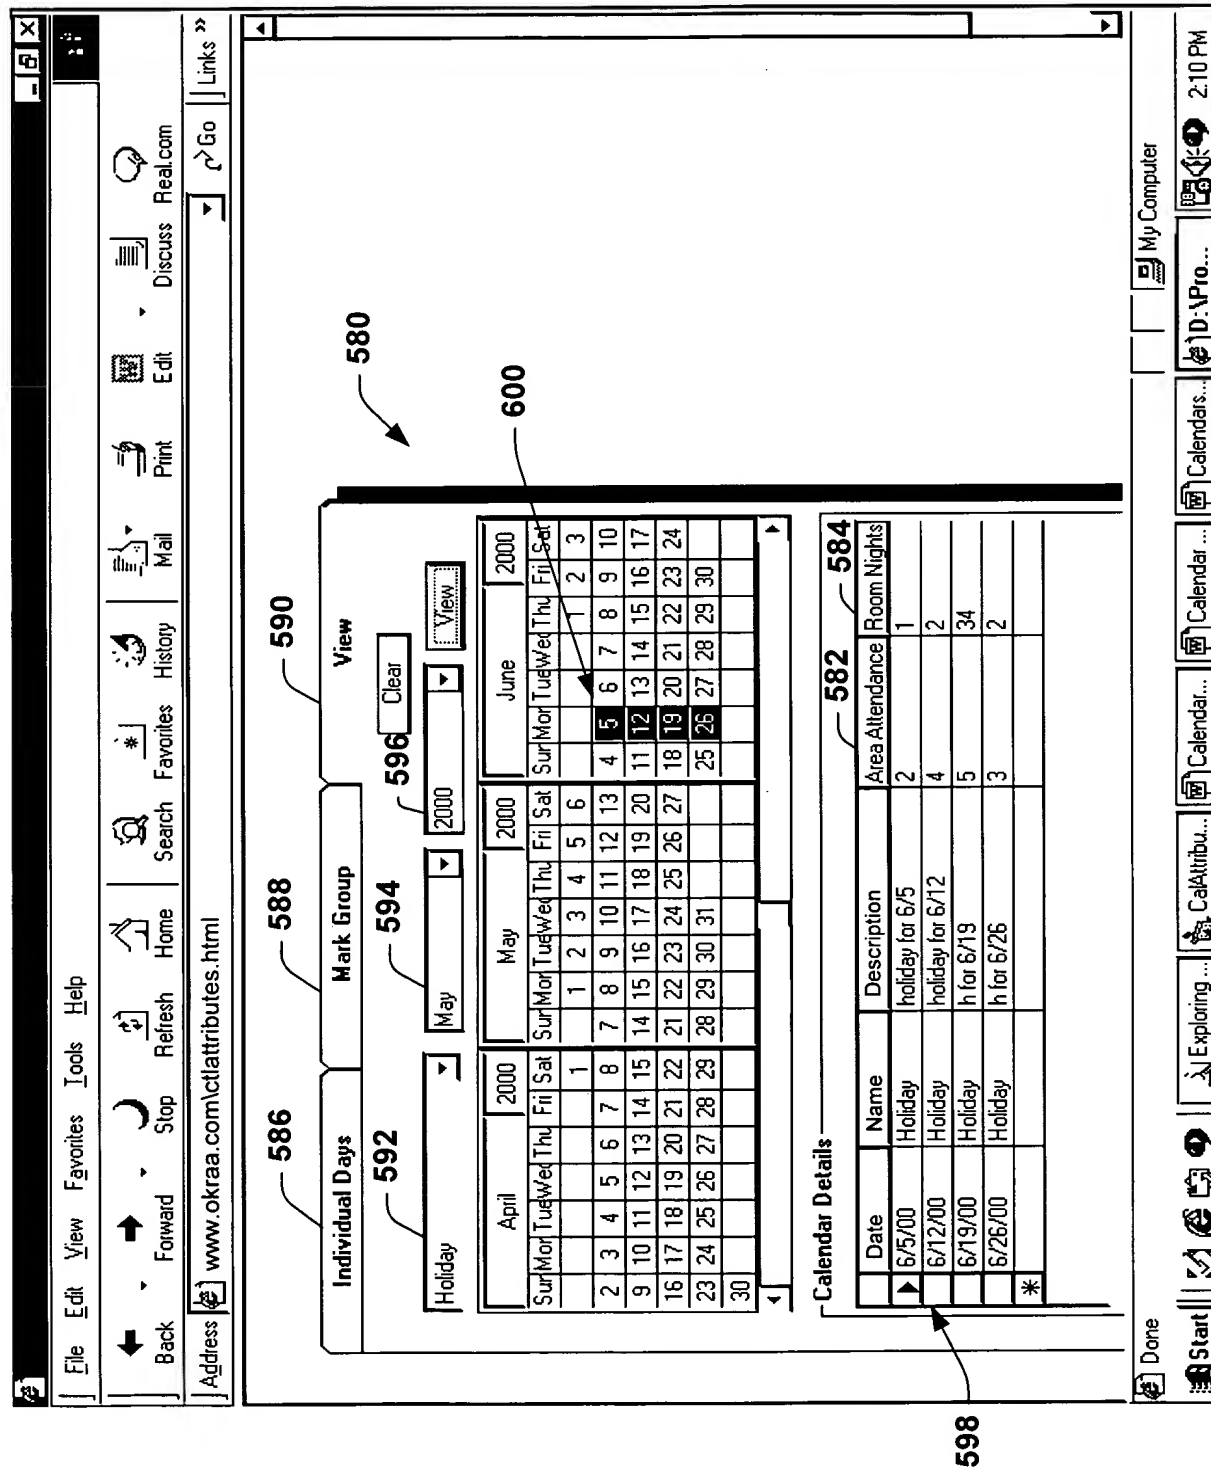 File Edit View Favorites Tools Help
Back Forward Stop Refresh Home Search Favorites History Mail Print Edit Discuss Real.com
Address www.okraa.com\ctlattributes.html Go Links »
580
586 588 590
Individual Days Mark Group View
592 594 596
Clear
Holiday May 2000 View
600
April 2000 May 2000 June 2000
Sun Mon Tue Wed Thu Fri Sat Sun Mon Tue Wed Thu Fri Sat Sun Mon Tue Wed Thu Fri Sat
1 1 2 3 4 5 6 1 2 3
2 3 4 5 6 7 8 7 8 9 10 11 12 13 4 5 6 7 8 9 10
9 10 11 12 13 14 15 14 15 16 17 18 19 20 11 12 13 14 15 16 17
16 17 18 19 20 21 22 21 22 23 24 25 26 27 18 19 20 21 22 23 24
23 24 25 26 27 28 29 28 29 30 31 25 26 27 28 29 30
30
Calendar Details
582 584
Date Name Description Area Attendance Room Nights
6/5/00 Holiday holiday for 6/5 2 1
6/12/00 Holiday holiday for 6/12 4 2
6/19/00 Holiday h for 6/19 5 34
6/26/00 Holiday h for 6/26 3 2
*
598
Done My Computer
Start Exploring... CalAttribu... Calendar... Calendar ... Calendars... D:\Pro... 2:10 PM